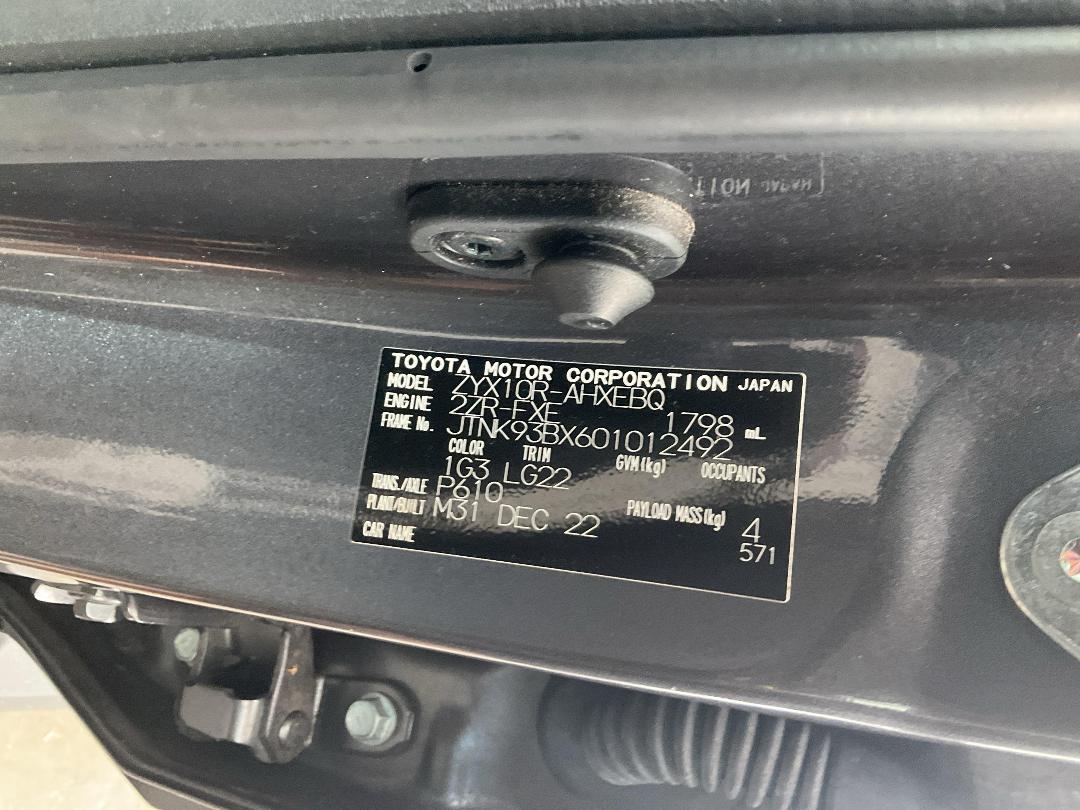 TOYOTA MOTOR CORPORATION JAPAN
MODEL ZYX10R-AHXEBQ
ENGINE 2ZR-FXE 1798 mL
FRAME No. JTNK93BX601012492
COLOR TRIM GVM(kg) OCCUPANTS
1G3 LG22
TRANS./AXLE P610
PLANT/BUILT M31 DEC 22 PAYLOAD MASS(kg) 4
CAR NAME 571